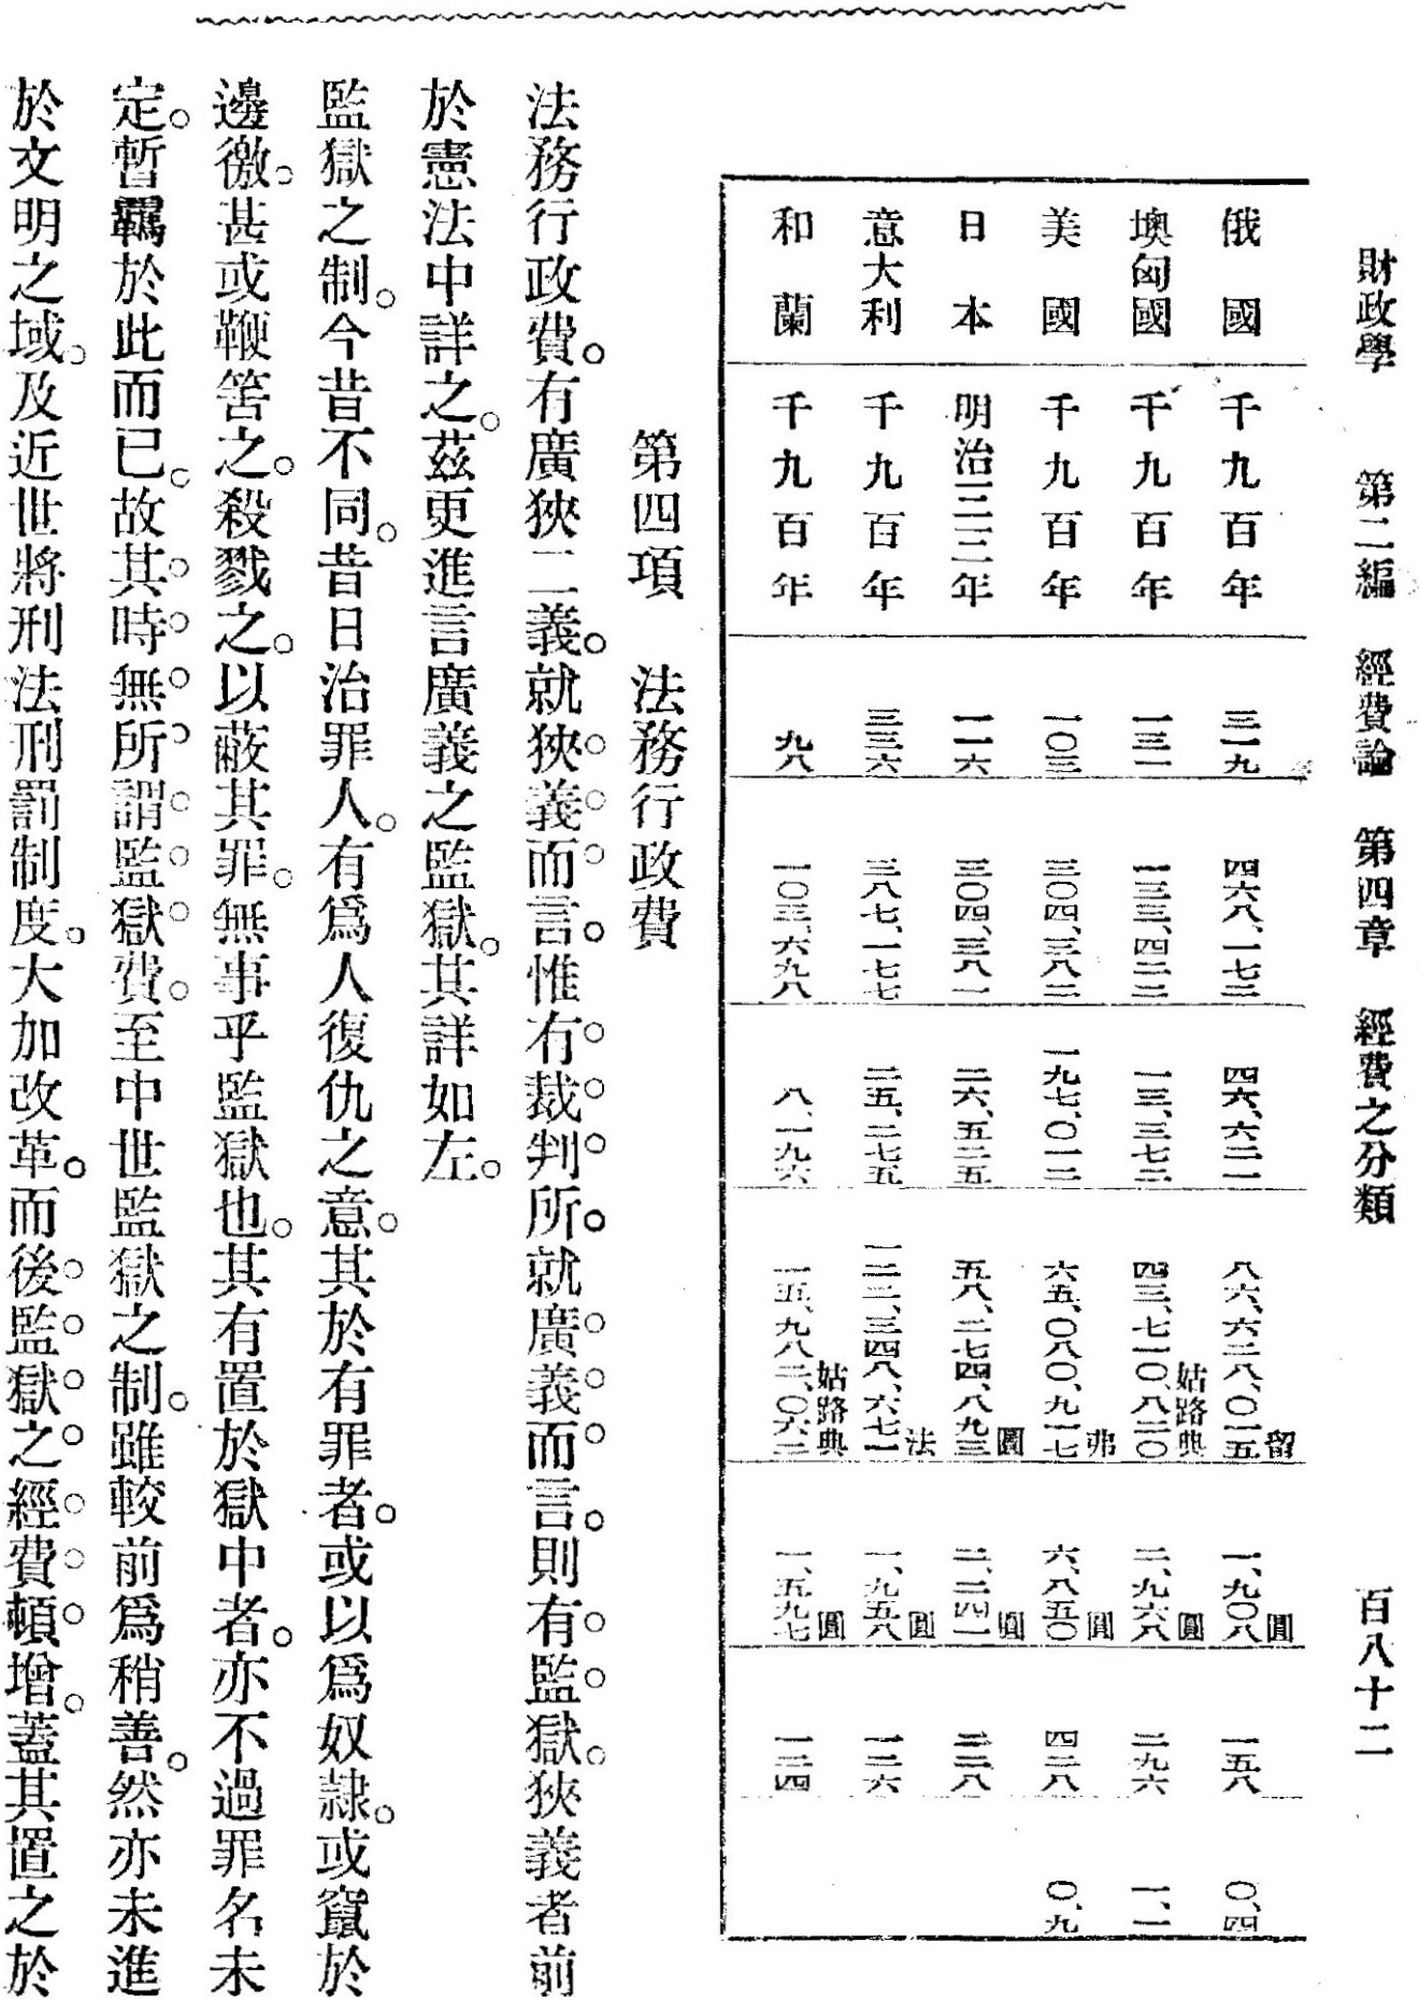 財政學　第二編　經費論　第四章　經費之分類　百八十二
俄國　千九百年　三一九　四六八、一七三　四六、六二一　八六、六二八、〇一五留　一、九〇八圓　一五八　〇、四
墺匈國　千九百年　一三一　一三三、四二二　一三、三七二　四三、七一〇、八二〇姑路典　二、九六八圓　二九六　一、一
美國　千九百年　一〇三　三〇四、三八二　一九七、〇一二　六五、〇八〇、九一七弗　六、八五〇圓　四二八　〇、九
日本　明治三三年　一一六　三〇四、三八一　二六、五二五　五八、二七四、八九三圓　二、二四一圓　二二八
意大利　千九百年　三三六　三八七、一七七　二五、二七五　一二二、三四八、六七一法　一、九五八圓　一二六
和蘭　千九百年　九八　一〇三、六九八　八、一九六　一五、九八二、〇六二姑路典　一、五九七圓　一二四
第四項　法務行政費
法務行政費。有廣狹二義。就狹義而言。惟有裁判所。就廣義而言。則有監獄。狹義者前
於憲法中詳之。茲更進言廣義之監獄。其詳如左。
監獄之制。今昔不同。昔日治罪人。有爲人復仇之意。其於有罪者。或以爲奴隸。或竄於
邊徼。甚或鞭笞之。殺戮之。以蔽其罪。無事乎監獄也。其有置於獄中者。亦不過罪名未
定。暫羈於此而已。故其時無所謂監獄費。至中世監獄之制。雖較前爲稍善。然亦未進
於文明之域。及近世將刑法刑罰制度。大加改革。而後監獄之經費頓增。蓋其置之於